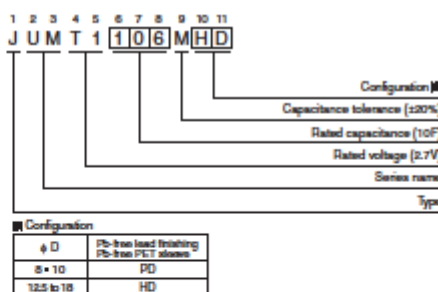 1 2 3 4 5 6 7 8 9 10 11
J U M T 1 1 0 6 M H D
Configuration
Capacitance tolerance (±20%
Rated capacitance (10F
Rated voltage (2.7V
Series name
Type
Configuration
ϕ D Pb-free lead finishing
Pb-free PET sleeve
8 • 10 PD
12.5 to 18 HD